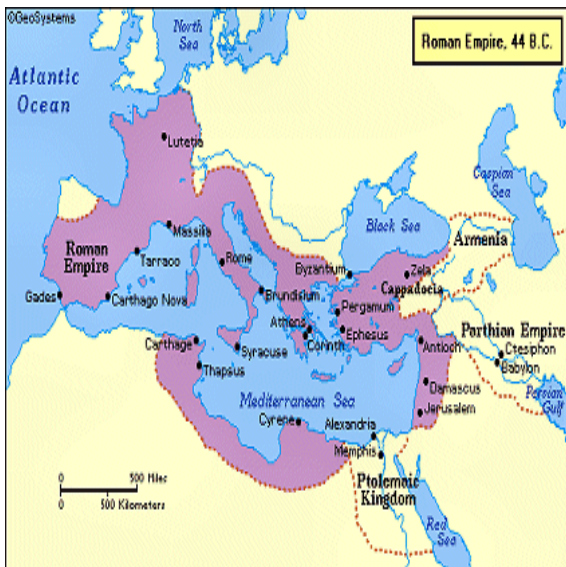 ©GeoSystems
North
Sea
Roman Empire, 44 B.C.
Atlantic
Ocean
Lutetia
Caspian
Sea
Black Sea
Massilia
Armenia
Roman
Empire
Tarraco
Rome
Byzantium
Zela
Cappadocia
Brundisium
Pergamum
Gades
Carthago Nova
Athens
Ephesus
Parthian Empire
Corinth
Carthage
Syracuse
Antioch
Ctesiphon
Babylon
Thapsius
Damascus
Persian
Gulf
Mediterranean Sea
Jerusalem
Cyrene
Alexandria
Memphis
Ptolemaic
Kingdom
0
500 Miles
0
500 Kilometers
Red
Sea